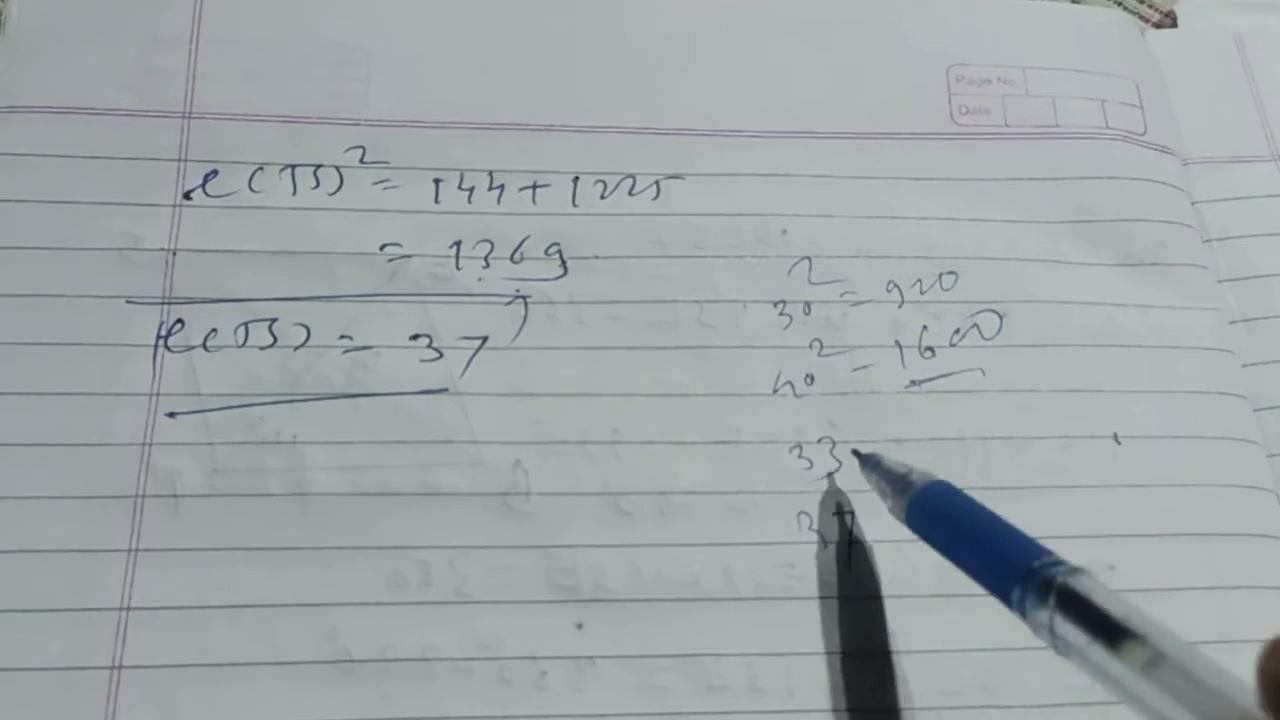 Page No.
Date
l(TS)² = 144 + 1225
= 1369
l(TS) = 37
30² = 900
40² = 1600
33
37